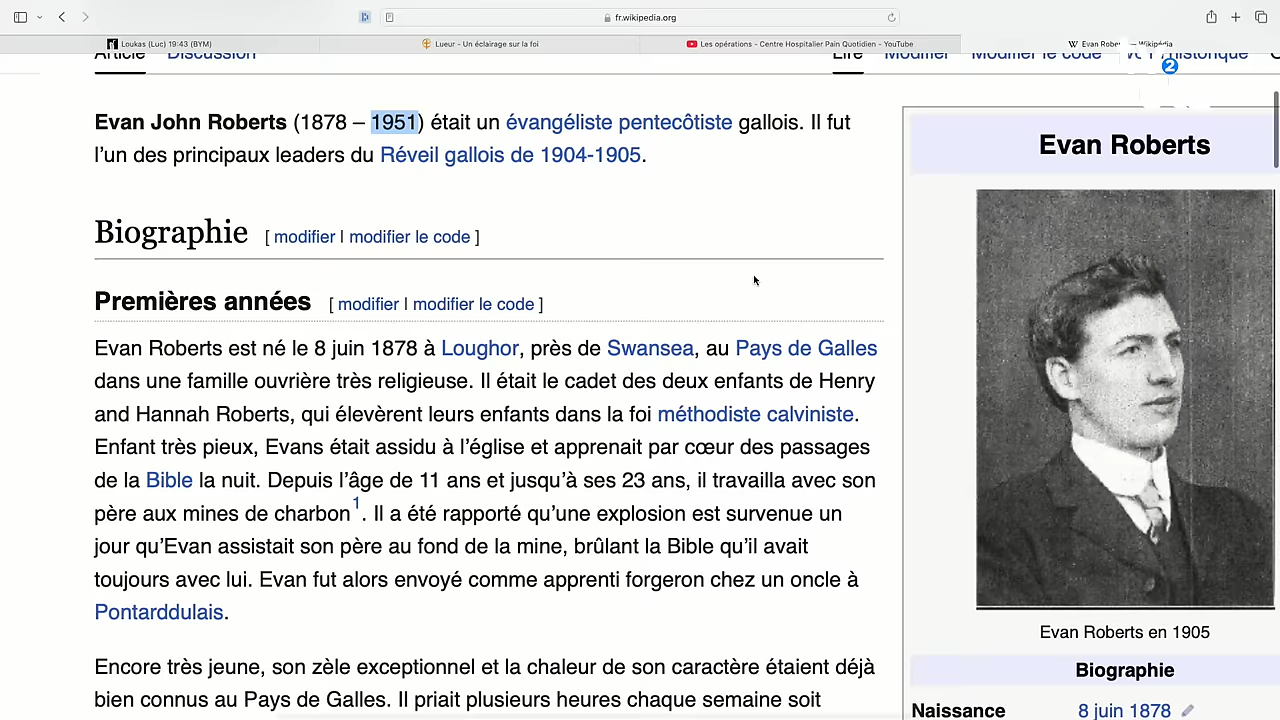 fr.wikipedia.org
Loukas (Luc) 19:43 (BYM)
Lueur - Un éclairage sur la foi
Les opérations - Centre Hospitalier Pain Quotidien - YouTube
Article Discussion
Lire Modifier Modifier le code
2
Evan John Roberts (1878 – 1951) était un évangéliste pentecôtiste gallois. Il fut
l’un des principaux leaders du Réveil gallois de 1904-1905.
Biographie [ modifier | modifier le code ]
Premières années [ modifier | modifier le code ]
Evan Roberts est né le 8 juin 1878 à Loughor, près de Swansea, au Pays de Galles
dans une famille ouvrière très religieuse. Il était le cadet des deux enfants de Henry
and Hannah Roberts, qui élevèrent leurs enfants dans la foi méthodiste calviniste.
Enfant très pieux, Evans était assidu à l’église et apprenait par cœur des passages
de la Bible la nuit. Depuis l’âge de 11 ans et jusqu’à ses 23 ans, il travailla avec son
père aux mines de charbon1. Il a été rapporté qu’une explosion est survenue un
jour qu’Evan assistait son père au fond de la mine, brûlant la Bible qu’il avait
toujours avec lui. Evan fut alors envoyé comme apprenti forgeron chez un oncle à
Pontarddulais.
Encore très jeune, son zèle exceptionnel et la chaleur de son caractère étaient déjà
bien connus au Pays de Galles. Il priait plusieurs heures chaque semaine soit
Evan Roberts
Evan Roberts en 1905
Biographie
Naissance 8 juin 1878